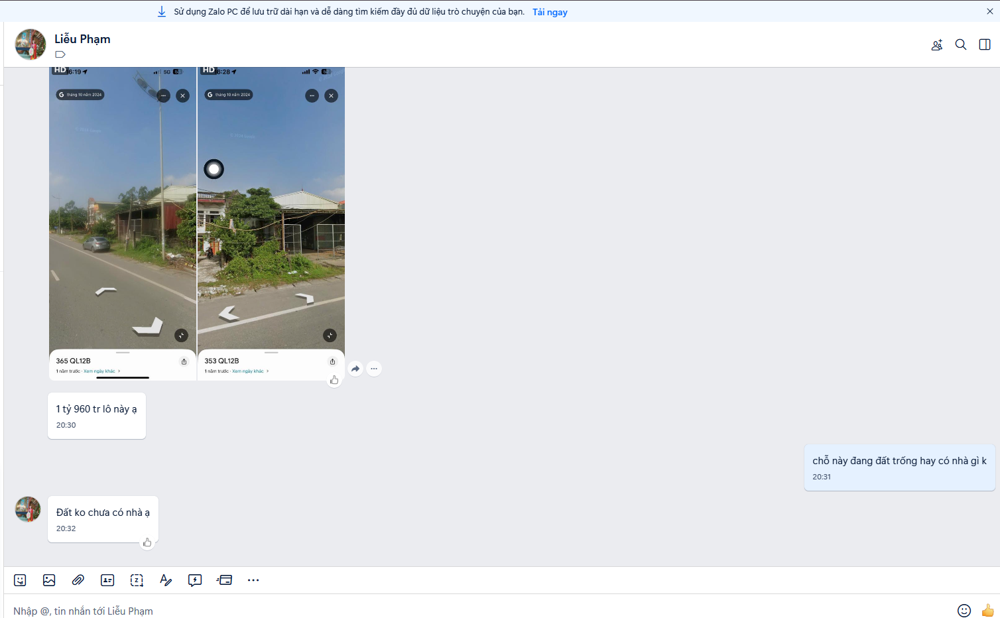 Sử dụng Zalo PC để lưu trữ dài hạn và dễ dàng tìm kiếm đầy đủ dữ liệu trò chuyện của bạn. Tải ngay
Liễu Phạm
HD 16:19 5G
HD 16:28
G tháng 10 năm 2024
G tháng 10 năm 2024
365 QL12B
1 năm trước · Xem ngày khác >
353 QL12B
1 năm trước · Xem ngày khác >
1 tỷ 960 tr lô này ạ
20:30
chỗ này đang đất trống hay có nhà gì k
20:31
Đất ko chưa có nhà ạ
20:32
Nhập @, tin nhắn tới Liễu Phạm